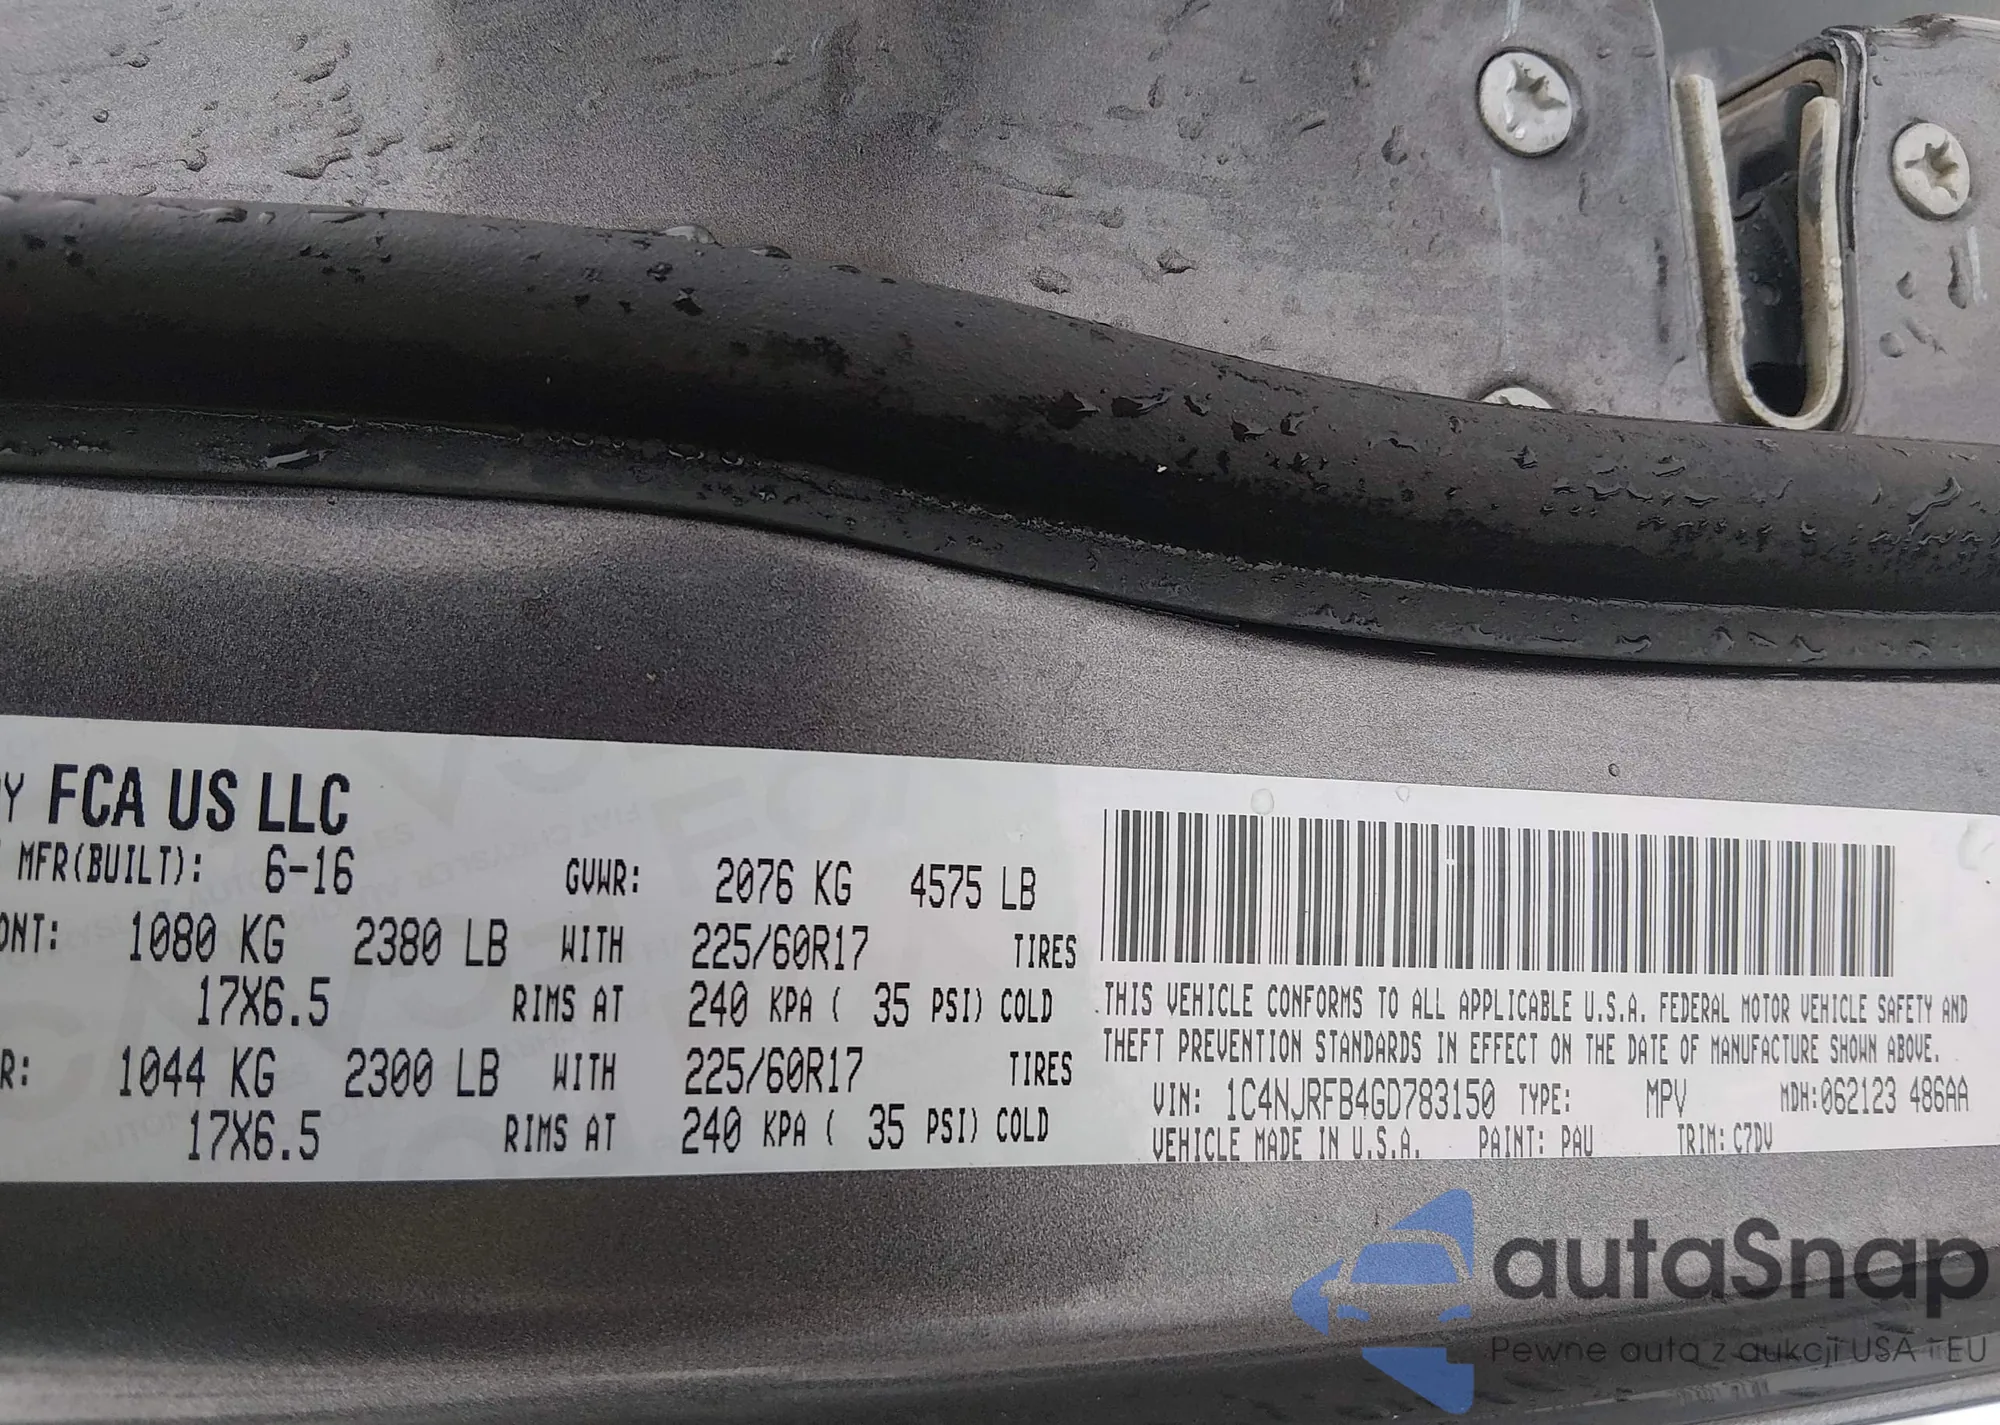 FCA US LLC
MFR(BUILT): 6-16 GVWR: 2076 KG 4575 LB
ONT: 1080 KG 2380 LB WITH 225/60R17 TIRES
17X6.5 RIMS AT 240 KPA ( 35 PSI) COLD
R: 1044 KG 2300 LB WITH 225/60R17 TIRES
17X6.5 RIMS AT 240 KPA ( 35 PSI) COLD
THIS VEHICLE CONFORMS TO ALL APPLICABLE U.S.A. FEDERAL MOTOR VEHICLE SAFETY AND
THEFT PREVENTION STANDARDS IN EFFECT ON THE DATE OF MANUFACTURE SHOWN ABOVE.
VIN: 1C4NJRFB4GD783150 TYPE: MPV MDH:062123 486AA
VEHICLE MADE IN U.S.A. PAINT: PAU TRIM: C7DV
autaSnap
Pewne auta z aukcji USA i EU